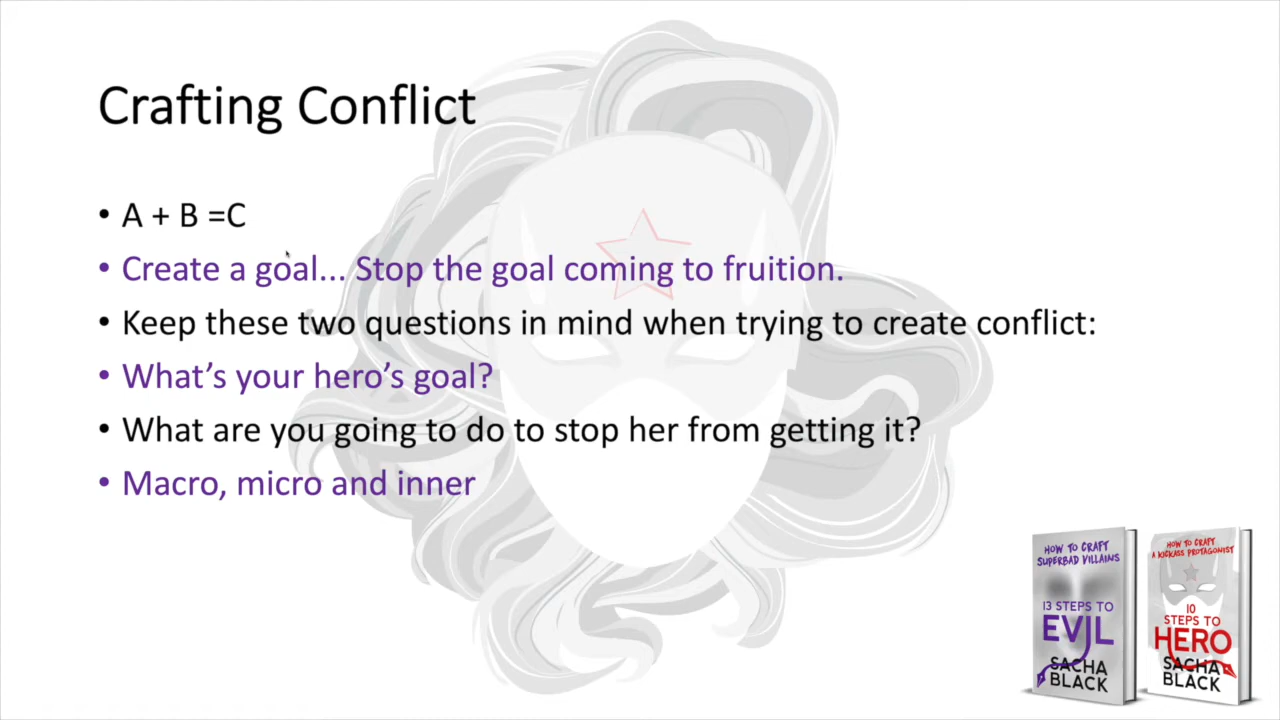 Crafting Conflict
• A + B =C
• Create a goal... Stop the goal coming to fruition.
• Keep these two questions in mind when trying to create conflict:
• What's your hero's goal?
• What are you going to do to stop her from getting it?
• Macro, micro and inner
HOW TO CRAFT
SUPERBAD VILLAINS
13 STEPS TO
EVIL
SACHA
BLACK
HOW TO CRAFT
A KICKASS PROTAGONIST
10
STEPS TO
HERO
SACHA
BLACK